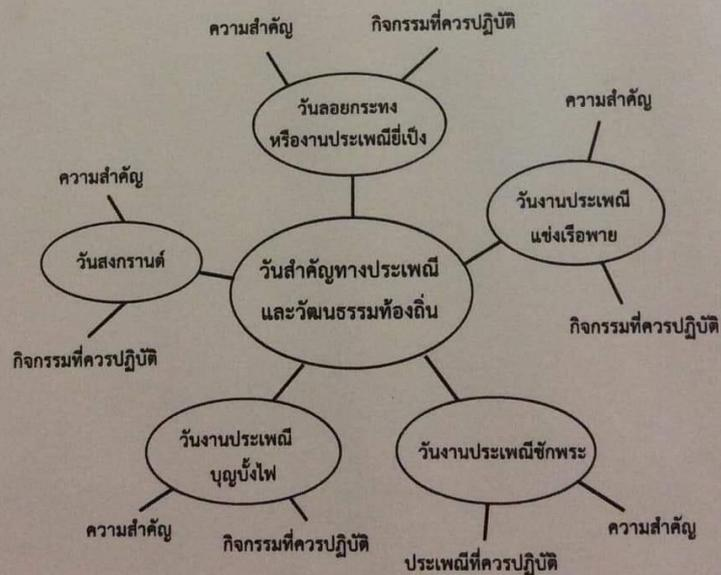 ความสำคัญ
กิจกรรมที่ควรปฏิบัติ
วันลอยกระทง
หรืองานประเพณียี่เป็ง
ความสำคัญ
วันงานประเพณี
แข่งเรือพาย
กิจกรรมที่ควรปฏิบัติ
ความสำคัญ
วันสงกรานต์
กิจกรรมที่ควรปฏิบัติ
วันสำคัญทางประเพณี
และวัฒนธรรมท้องถิ่น
วันงานประเพณี
บุญบั้งไฟ
ความสำคัญ
กิจกรรมที่ควรปฏิบัติ
วันงานประเพณีชักพระ
ประเพณีที่ควรปฏิบัติ
ความสำคัญ